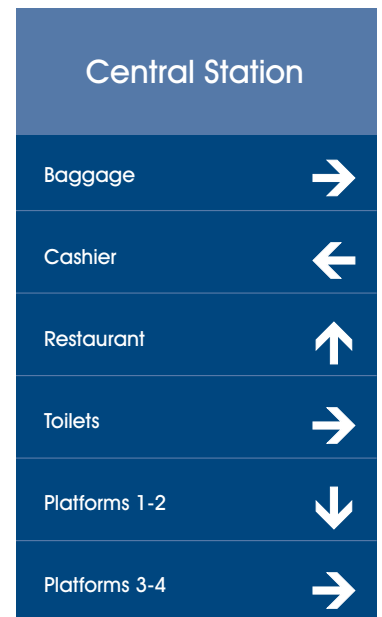 Central Station
Baggage
Cashier
Restaurant
Toilets
Platforms 1-2
Platforms 3-4